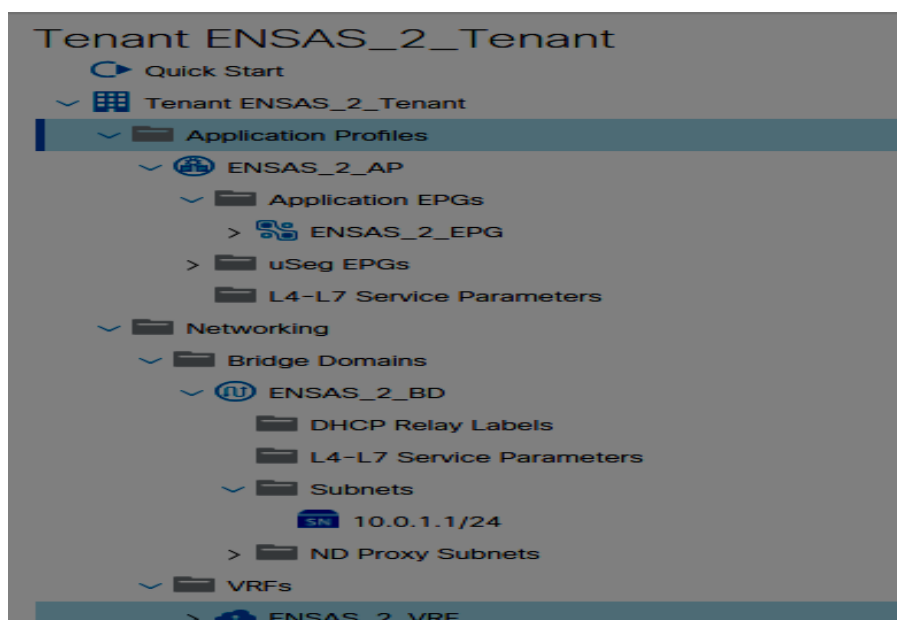 Tenant ENSAS_2_Tenant
Quick Start
Tenant ENSAS_2_Tenant
Application Profiles
ENSAS_2_AP
Application EPGs
ENSAS_2_EPG
uSeg EPGs
L4-L7 Service Parameters
Networking
Bridge Domains
ENSAS_2_BD
DHCP Relay Labels
L4-L7 Service Parameters
Subnets
SN 10.0.1.1/24
ND Proxy Subnets
VRFs
ENSAS_2_VRF